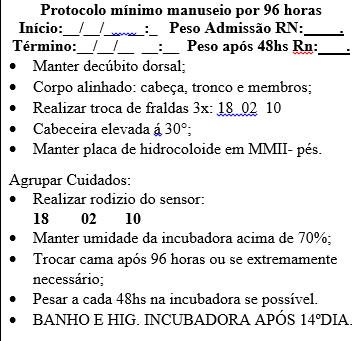 Protocolo mínimo manuseio por 96 horas
Início:__/__/_____:_ Peso Admissão RN:_____.
Término:__/__/__ __:__ Peso após 48hs Rn:____.
• Manter decúbito dorsal;
• Corpo alinhado: cabeça, tronco e membros;
• Realizar troca de fraldas 3x: 18 02 10
• Cabeceira elevada á 30°;
• Manter placa de hidrocoloide em MMII- pés.
Agrupar Cuidados:
• Realizar rodizio do sensor:
18 02 10
• Manter umidade da incubadora acima de 70%;
• Trocar cama após 96 horas ou se extremamente
necessário;
• Pesar a cada 48hs na incubadora se possível.
• BANHO E HIG. INCUBADORA APÓS 14ºDIA.